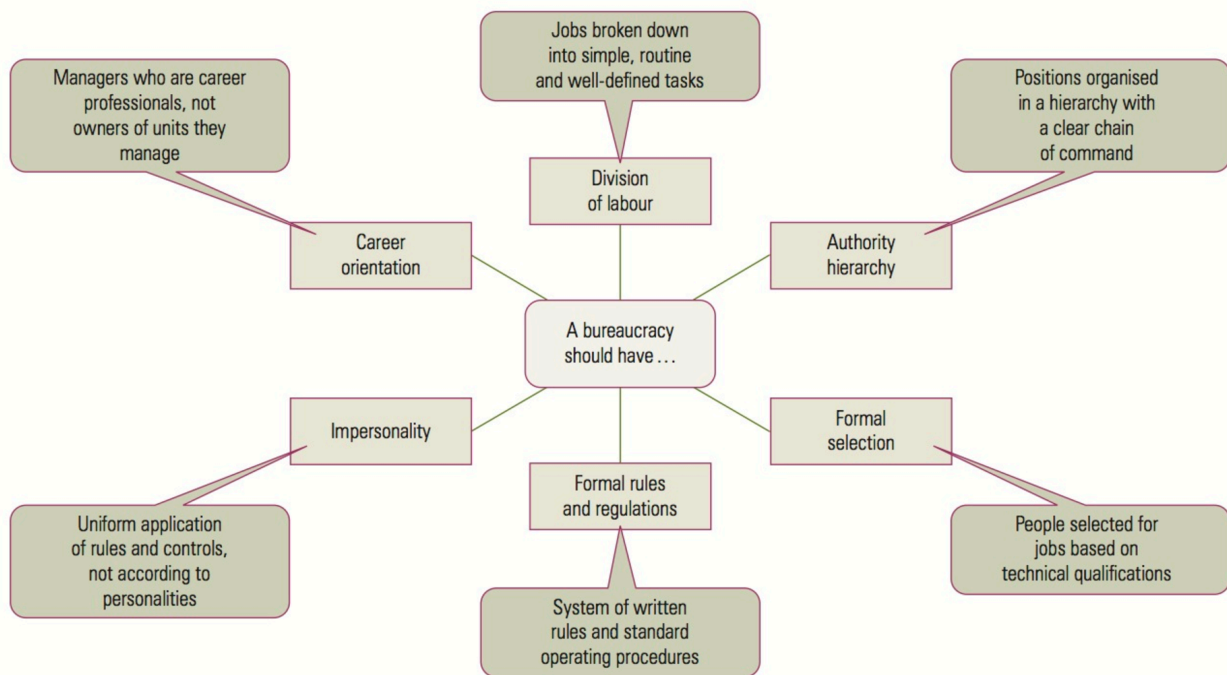 Jobs broken down
into simple, routine
and well-defined tasks
Managers who are career
professionals, not
owners of units they
manage
Positions organised
in a hierarchy with
a clear chain
of command
Division
of labour
Career
orientation
Authority
hierarchy
A bureaucracy
should have ...
Impersonality
Formal
selection
Formal rules
and regulations
Uniform application
of rules and controls,
not according to
personalities
People selected for
jobs based on
technical qualifications
System of written
rules and standard
operating procedures